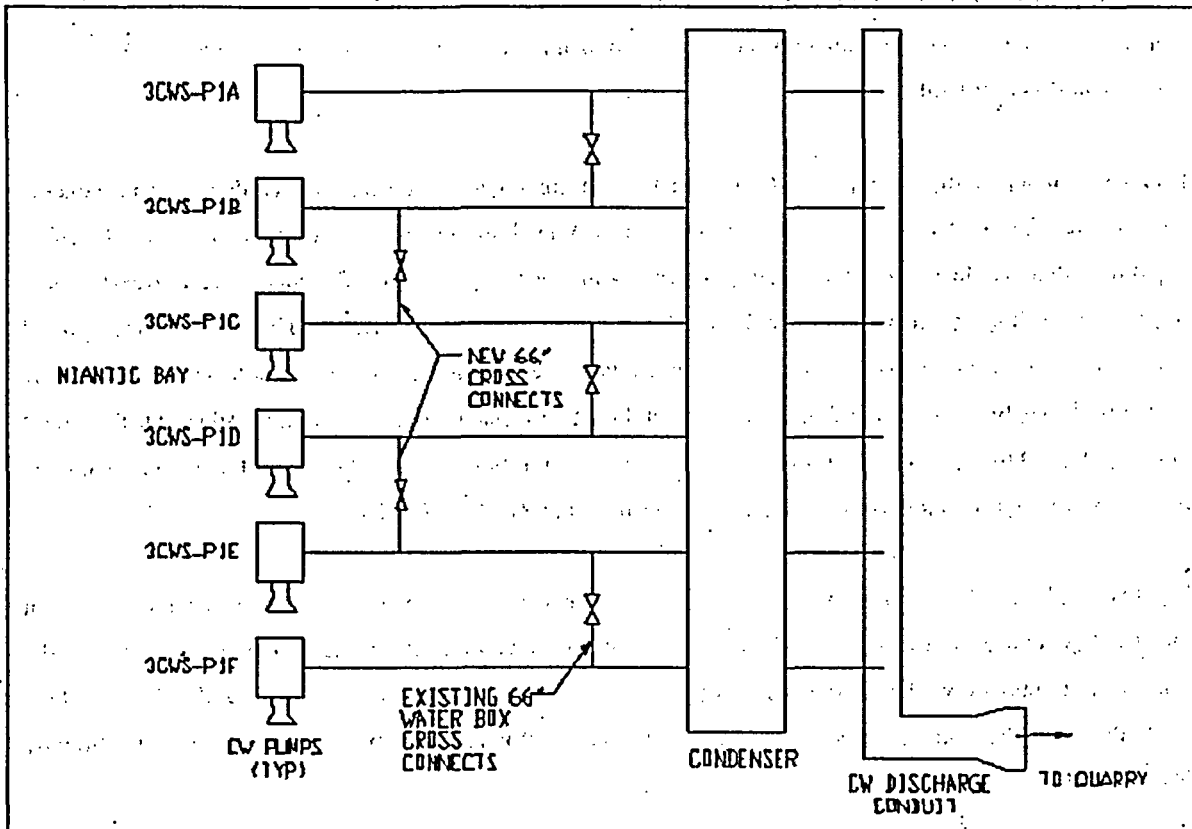 3CWS-P1A
3CWS-P1B
3CWS-P1C
NEW 66"
CROSS
CONNECTS
NIANTIC BAY
3CWS-P1D
3CWS-P1E
3CWS-P1F
EXISTING 66"
WATER BOX
CROSS
CONNECTS
CW PUMPS
(TYP)
CONDENSER
CW DISCHARGE
CONDUIT
TO QUARRY